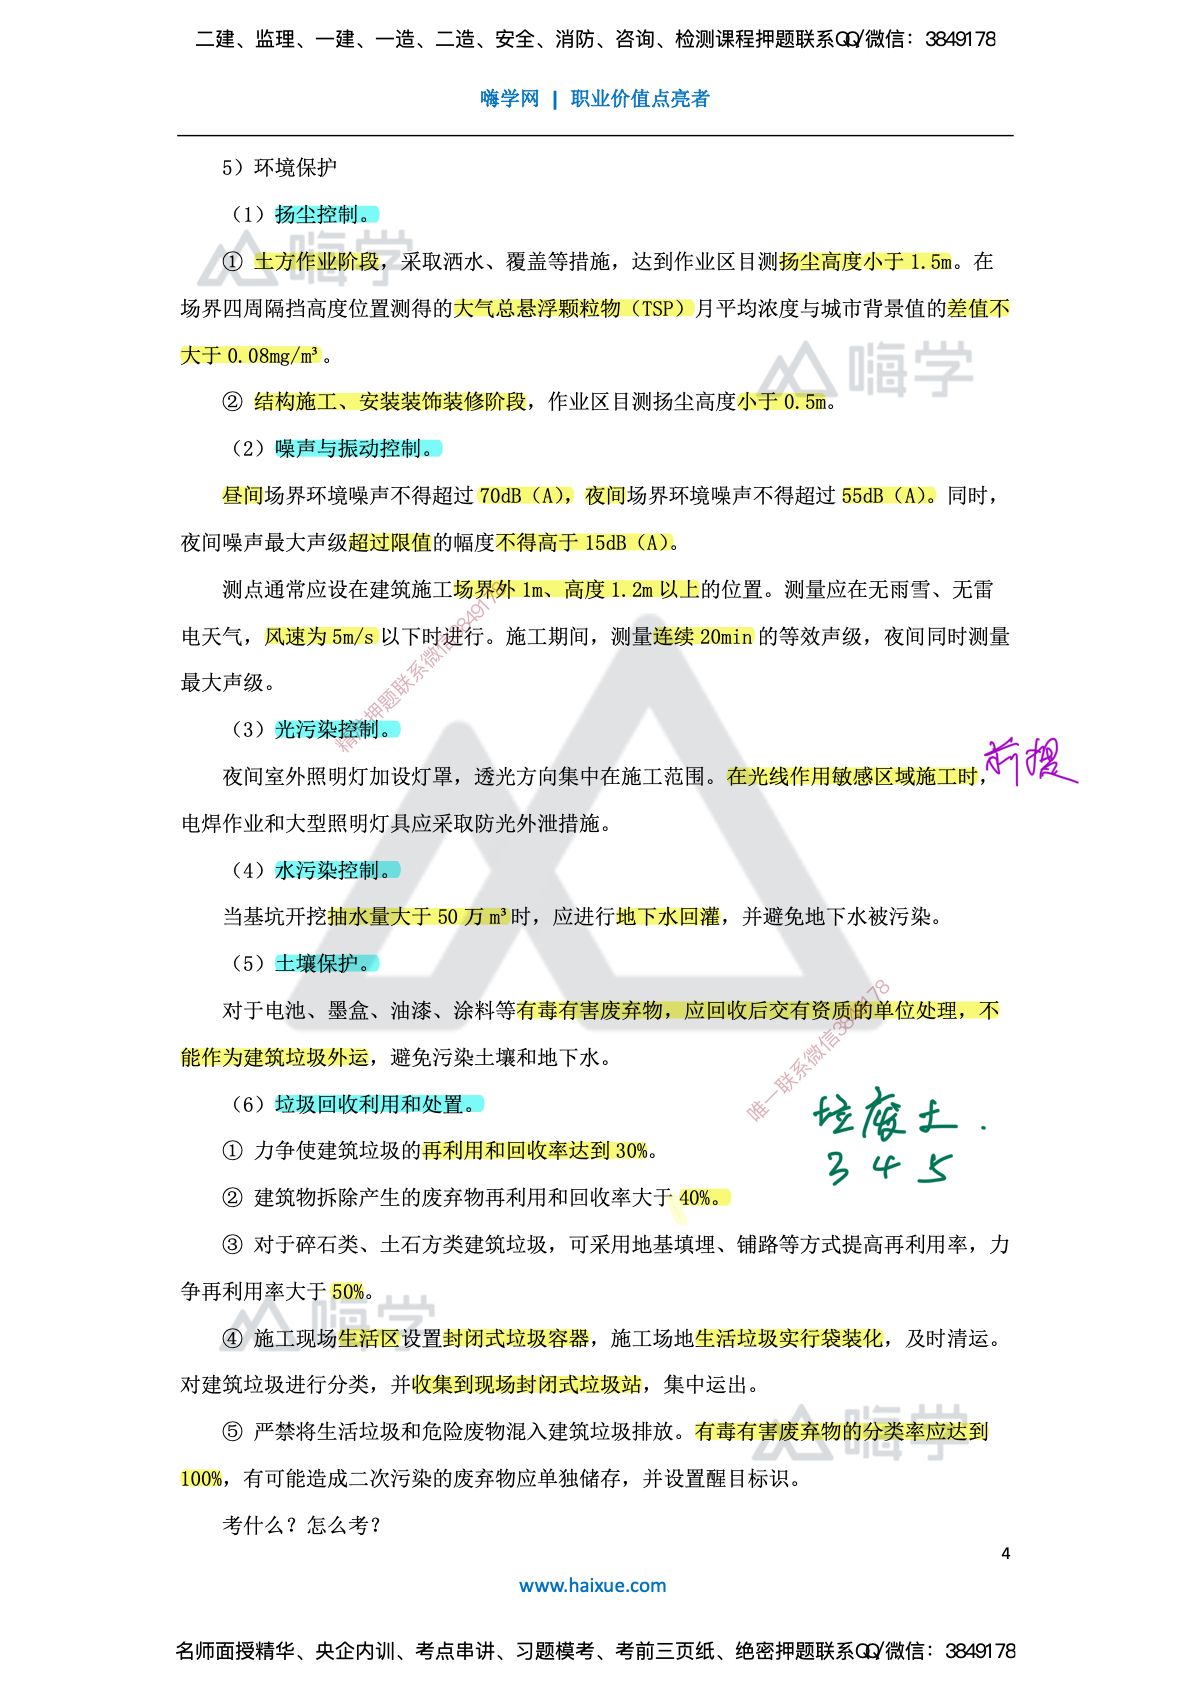 二建、监理、一建、一造、二造、安全、消防、咨询、检测课程押题联系QQ/微信：3849178
嗨学网 | 职业价值点亮者
5）环境保护
（1）扬尘控制。
嗨学
① 土方作业阶段，采取洒水、覆盖等措施，达到作业区目测扬尘高度小于 1.5m。在
场界四周隔挡高度位置测得的大气总悬浮颗粒物（TSP）月平均浓度与城市背景值的差值不
大于 0.08mg/m³。
嗨学
② 结构施工、安装装饰装修阶段，作业区目测扬尘高度小于 0.5m。
（2）噪声与振动控制。
昼间场界环境噪声不得超过 70dB（A），夜间场界环境噪声不得超过 55dB（A）。同时，
夜间噪声最大声级超过限值的幅度不得高于 15dB（A）。
测点通常应设在建筑施工场界外 1m、高度 1.2m 以上的位置。测量应在无雨雪、无雷
电天气，风速为 5m/s 以下时进行。施工期间，测量连续 20min 的等效声级，夜间同时测量
最大声级。
精准押题联系微信3849178
（3）光污染控制。
前提
夜间室外照明灯加设灯罩，透光方向集中在施工范围。在光线作用敏感区域施工时，
电焊作业和大型照明灯具应采取防光外泄措施。
（4）水污染控制。
当基坑开挖抽水量大于 50 万 m³时，应进行地下水回灌，并避免地下水被污染。
（5）土壤保护。
对于电池、墨盒、油漆、涂料等有毒有害废弃物，应回收后交有资质的单位处理，不
能作为建筑垃圾外运，避免污染土壤和地下水。
唯一联系微信3849178
（6）垃圾回收利用和处置。
垃废土.
3 4 5
① 力争使建筑垃圾的再利用和回收率达到 30%。
② 建筑物拆除产生的废弃物再利用和回收率大于 40%。
③ 对于碎石类、土石方类建筑垃圾，可采用地基填埋、铺路等方式提高再利用率，力
争再利用率大于 50%。
嗨学
④ 施工现场生活区设置封闭式垃圾容器，施工场地生活垃圾实行袋装化，及时清运。
对建筑垃圾进行分类，并收集到现场封闭式垃圾站，集中运出。
嗨学
⑤ 严禁将生活垃圾和危险废物混入建筑垃圾排放。有毒有害废弃物的分类率应达到
100%，有可能造成二次污染的废弃物应单独储存，并设置醒目标识。
考什么？怎么考？
4
www.haixue.com
名师面授精华、央企内训、考点串讲、习题模考、考前三页纸、绝密押题联系QQ/微信：3849178